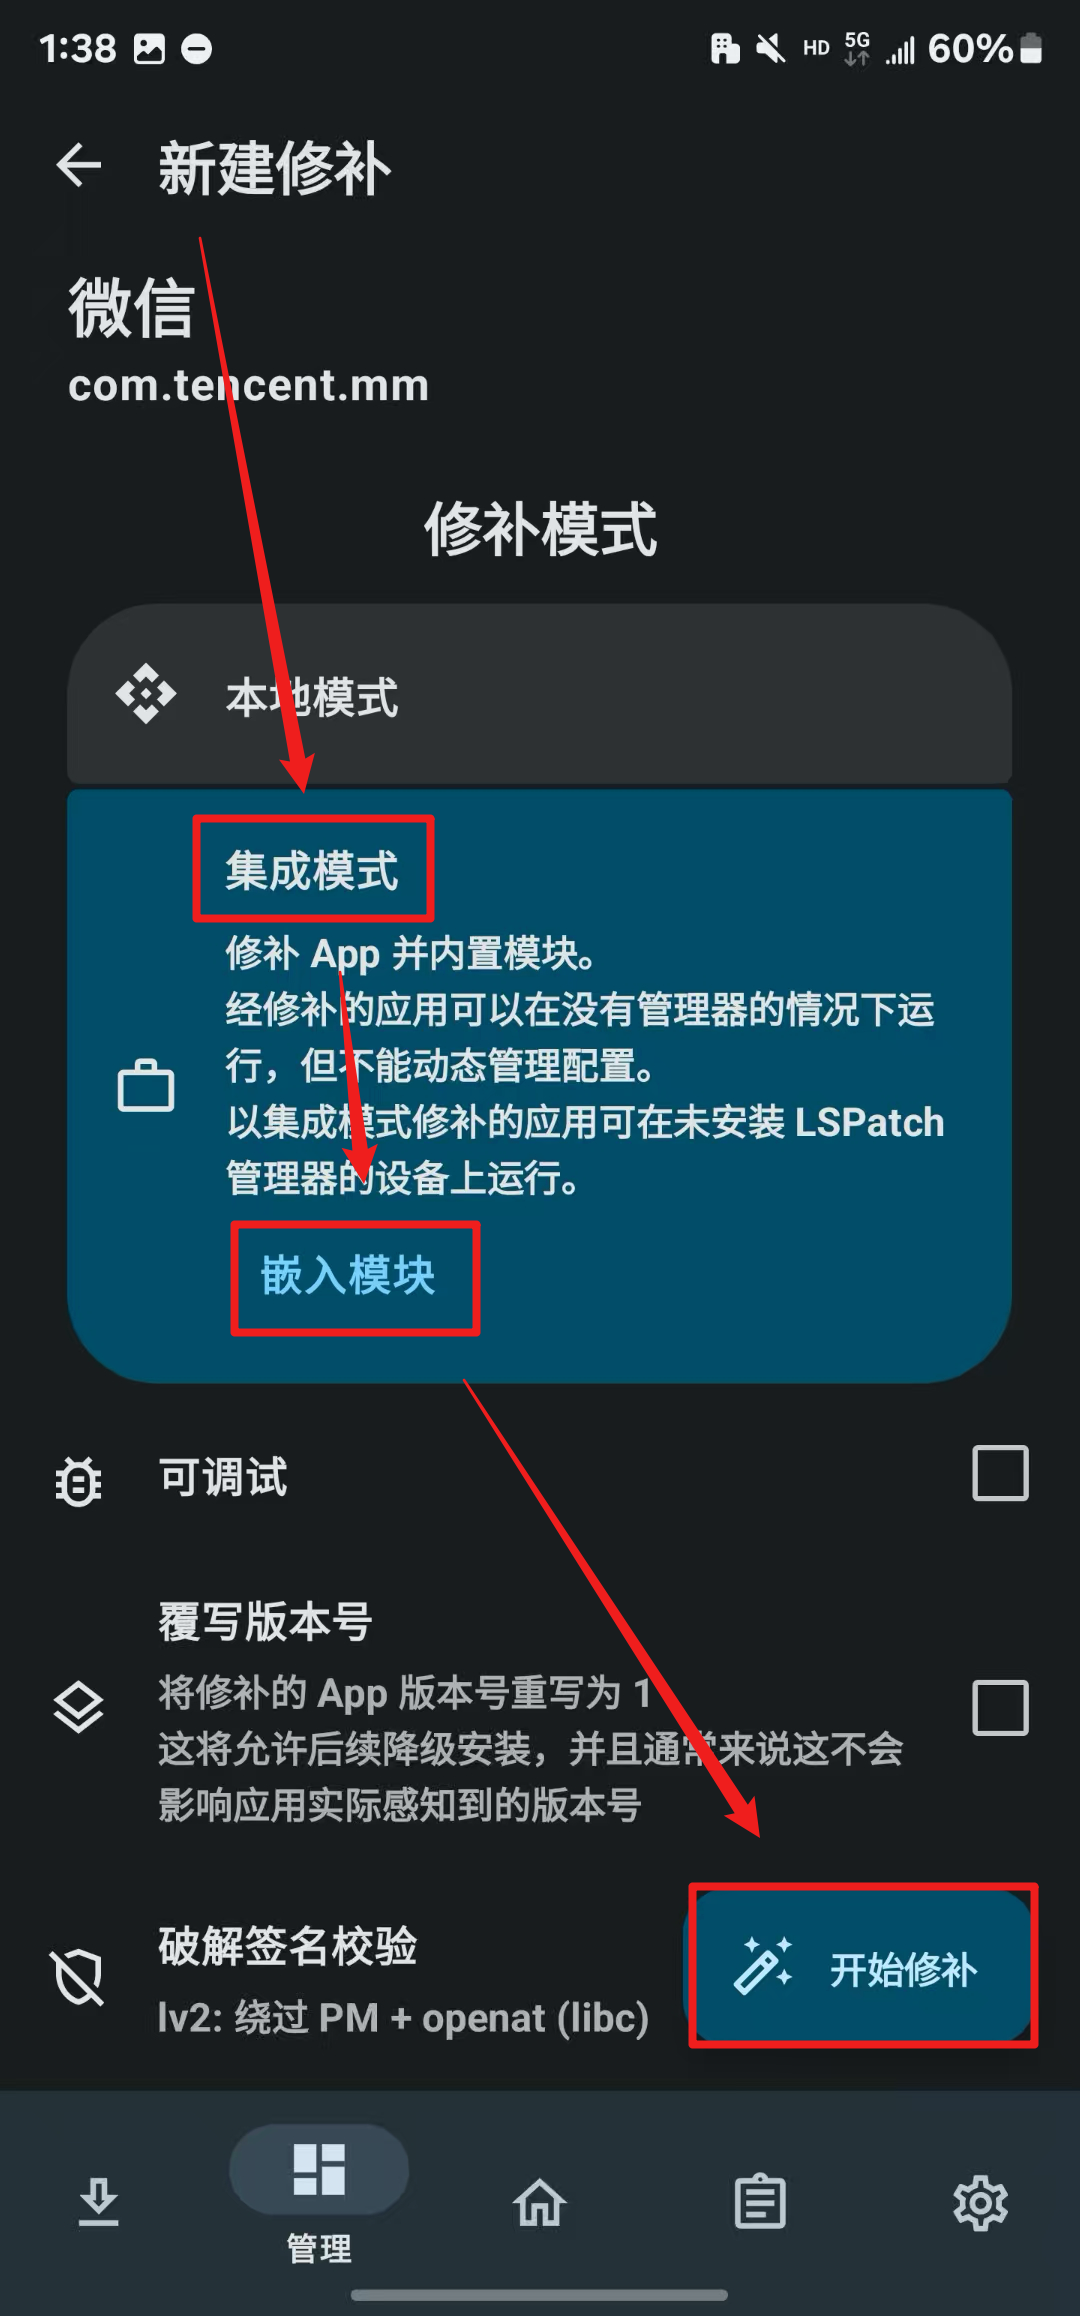 1:38 HD 5G 60%
新建修补
微信
com.tencent.mm
修补模式
本地模式
集成模式
修补 App 并内置模块。
经修补的应用可以在没有管理器的情况下运
行，但不能动态管理配置。
以集成模式修补的应用可在未安装 LSPatch
管理器的设备上运行。
嵌入模块
可调试
覆写版本号
将修补的 App 版本号重写为 1
这将允许后续降级安装，并且通常来说这不会
影响应用实际感知到的版本号
破解签名校验
lv2: 绕过 PM + openat (libc)
开始修补
管理